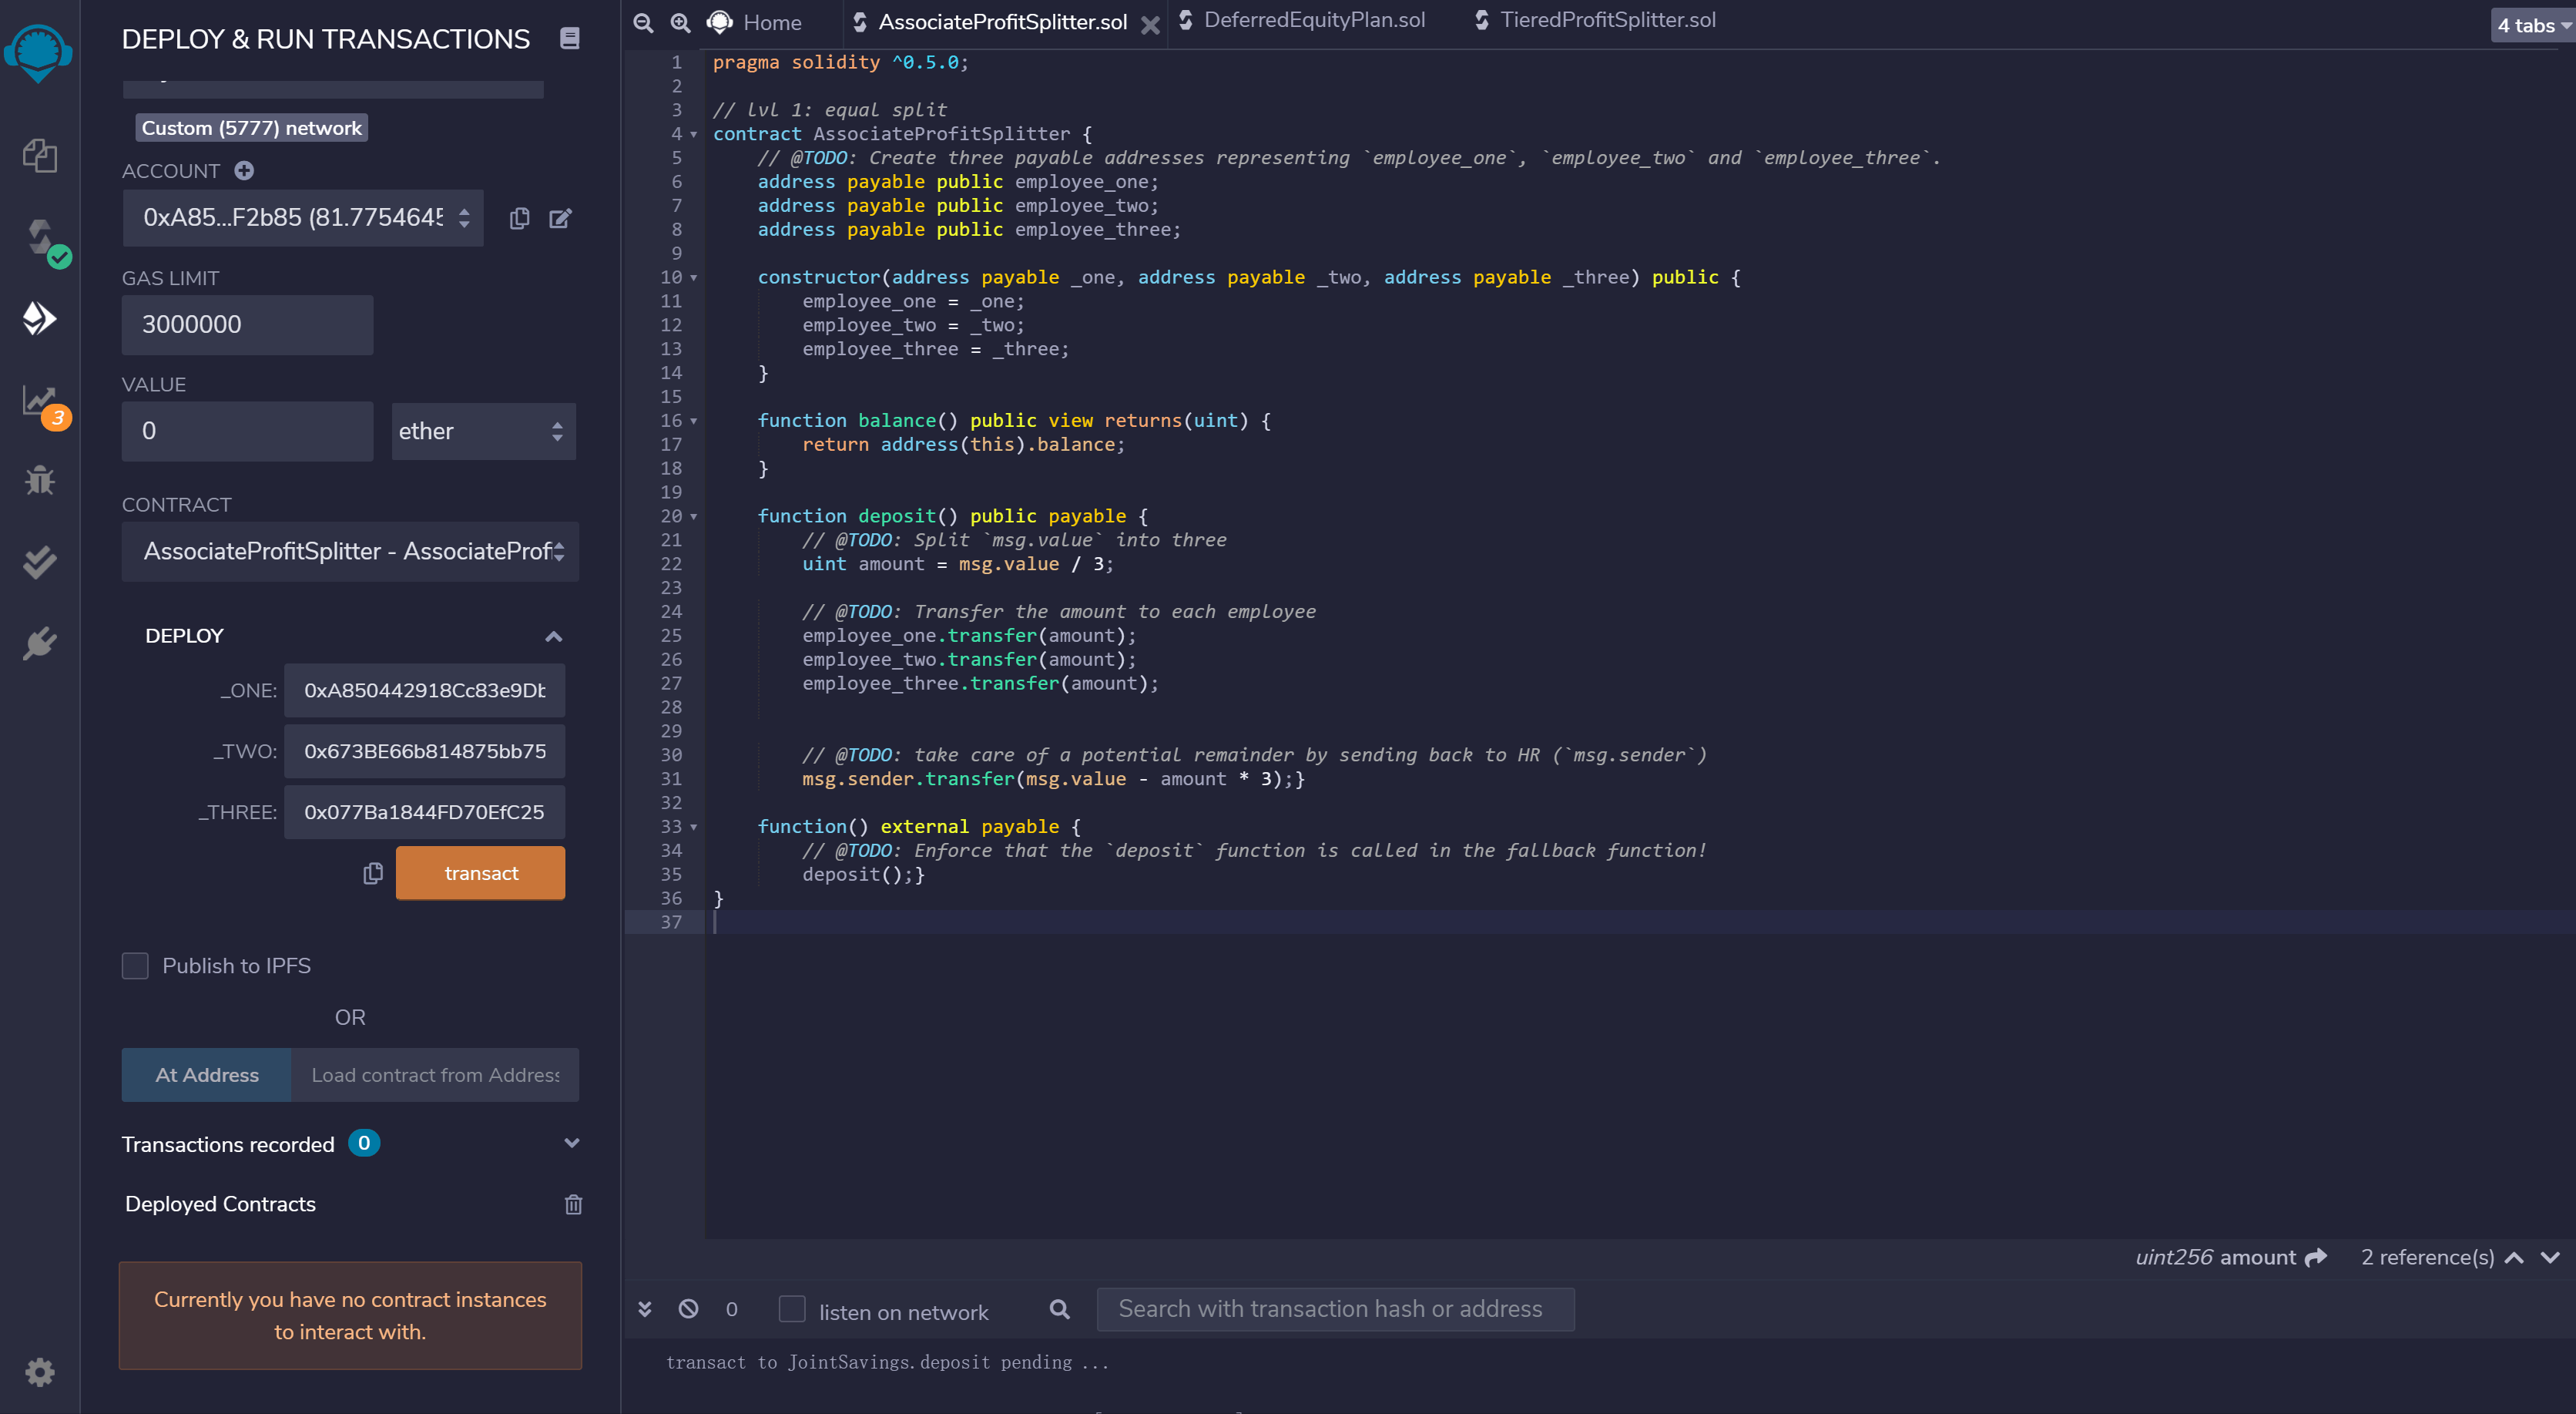 DEPLOY & RUN TRANSACTIONS
Custom (5777) network
ACCOUNT
0xA85...F2b85 (81.7754645
GAS LIMIT
3000000
VALUE
0
ether
3
CONTRACT
AssociateProfitSplitter - AssociateProf
DEPLOY
_ONE:
0xA850442918Cc83e9Db
_TWO:
0x673BE66b814875bb75
_THREE:
0x077Ba1844FD70EfC25
transact
Publish to IPFS
OR
At Address
Load contract from Address
Transactions recorded 0
Deployed Contracts
Currently you have no contract instances
to interact with.
Home
AssociateProfitSplitter.sol
DeferredEquityPlan.sol
TieredProfitSplitter.sol
4 tabs
1 pragma solidity ^0.5.0;
2
3 // lvl 1: equal split
4 contract AssociateProfitSplitter {
5 // @TODO: Create three payable addresses representing `employee_one`, `employee_two` and `employee_three`.
6 address payable public employee_one;
7 address payable public employee_two;
8 address payable public employee_three;
9
10 constructor(address payable _one, address payable _two, address payable _three) public {
11 employee_one = _one;
12 employee_two = _two;
13 employee_three = _three;
14 }
15
16 function balance() public view returns(uint) {
17 return address(this).balance;
18 }
19
20 function deposit() public payable {
21 // @TODO: Split `msg.value` into three
22 uint amount = msg.value / 3;
23
24 // @TODO: Transfer the amount to each employee
25 employee_one.transfer(amount);
26 employee_two.transfer(amount);
27 employee_three.transfer(amount);
28
29
30 // @TODO: take care of a potential remainder by sending back to HR (`msg.sender`)
31 msg.sender.transfer(msg.value - amount * 3);}
32
33 function() external payable {
34 // @TODO: Enforce that the `deposit` function is called in the fallback function!
35 deposit();}
36 }
37
uint256 amount 2 reference(s)
0
listen on network
Search with transaction hash or address
transact to JointSavings.deposit pending ...